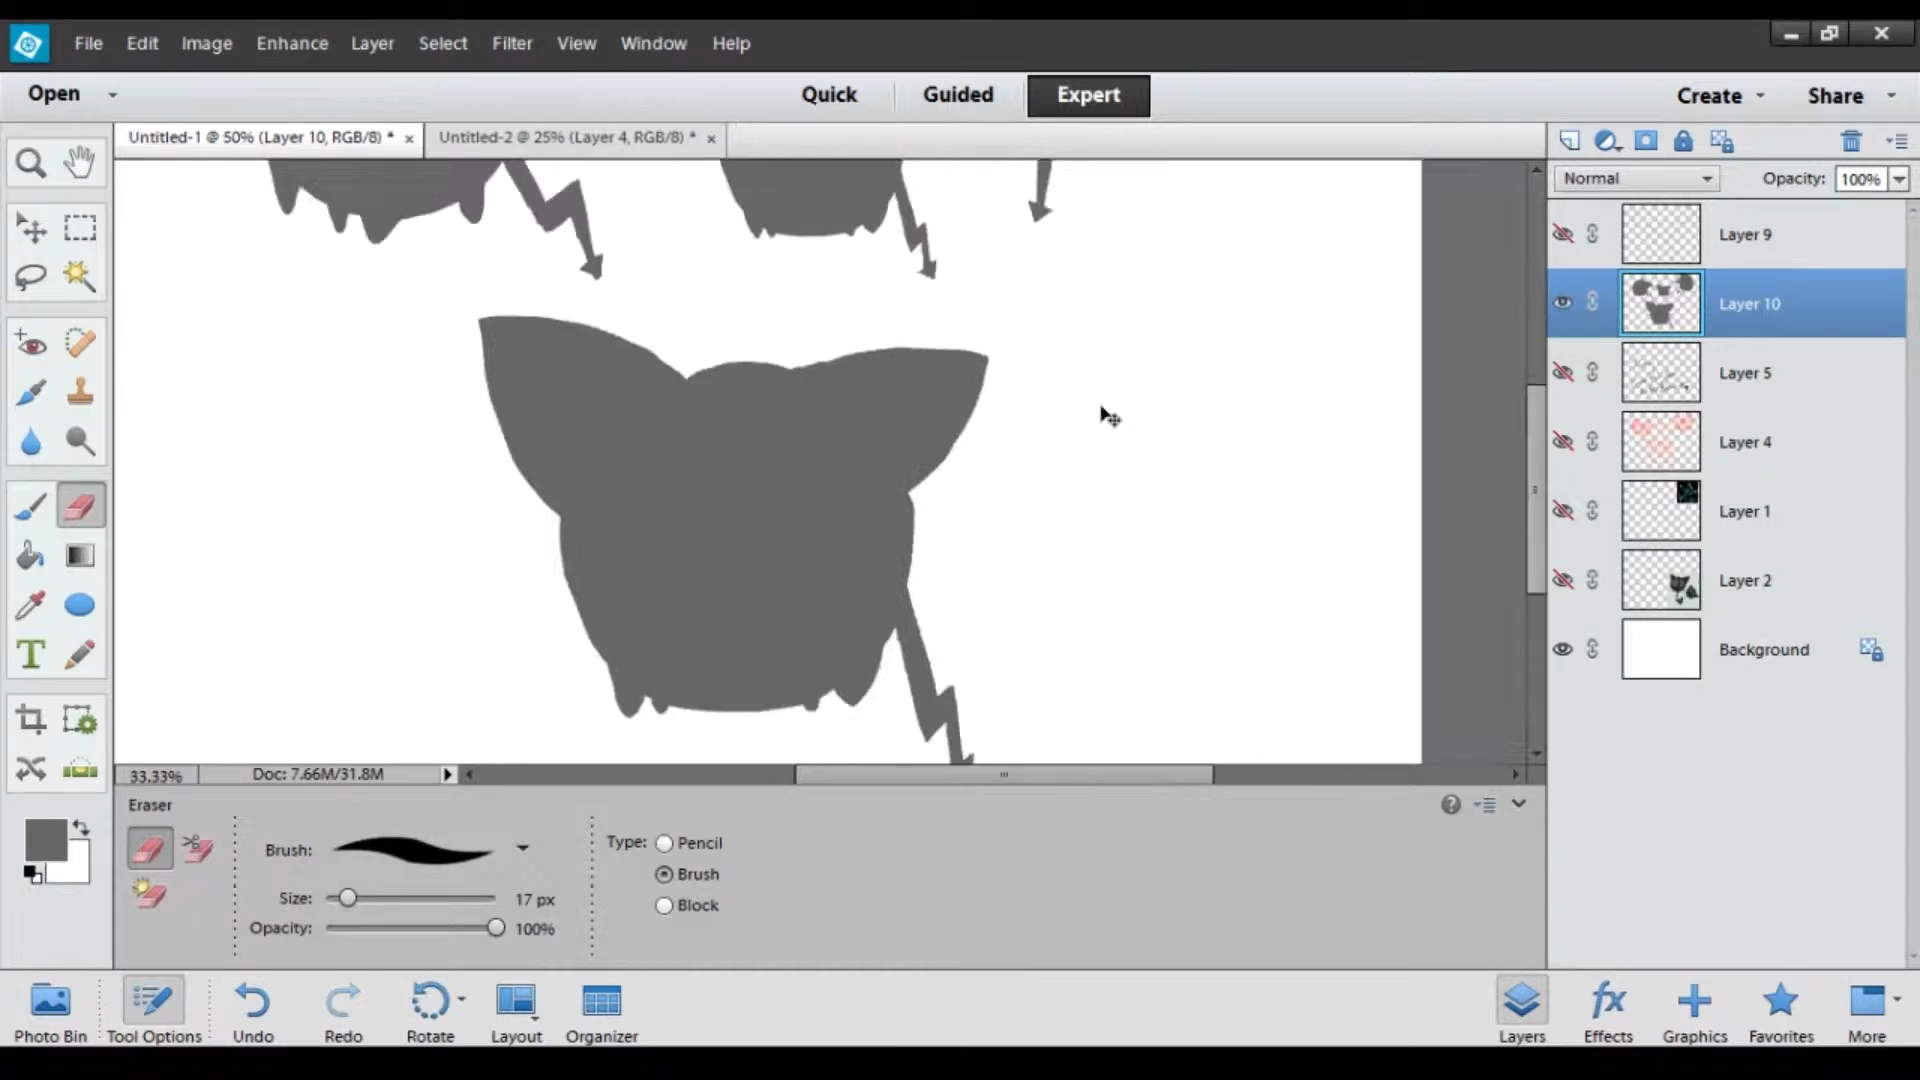 File Edit Image Enhance Layer Select Filter View Window Help
Open Quick Guided Expert Create Share
Untitled-1 @ 50% (Layer 10, RGB/8) * × Untitled-2 @ 25% (Layer 4, RGB/8) * ×
Normal Opacity: 100%
Layer 9
Layer 10
Layer 5
Layer 4
Layer 1
Layer 2
Background
T
33.33% Doc: 7.66M/31.8M
Eraser
Brush:
Size: 17 px
Opacity: 100%
Type: Pencil
Brush
Block
fx
Photo Bin Tool Options Undo Redo Rotate Layout Organizer Layers Effects Graphics Favorites More